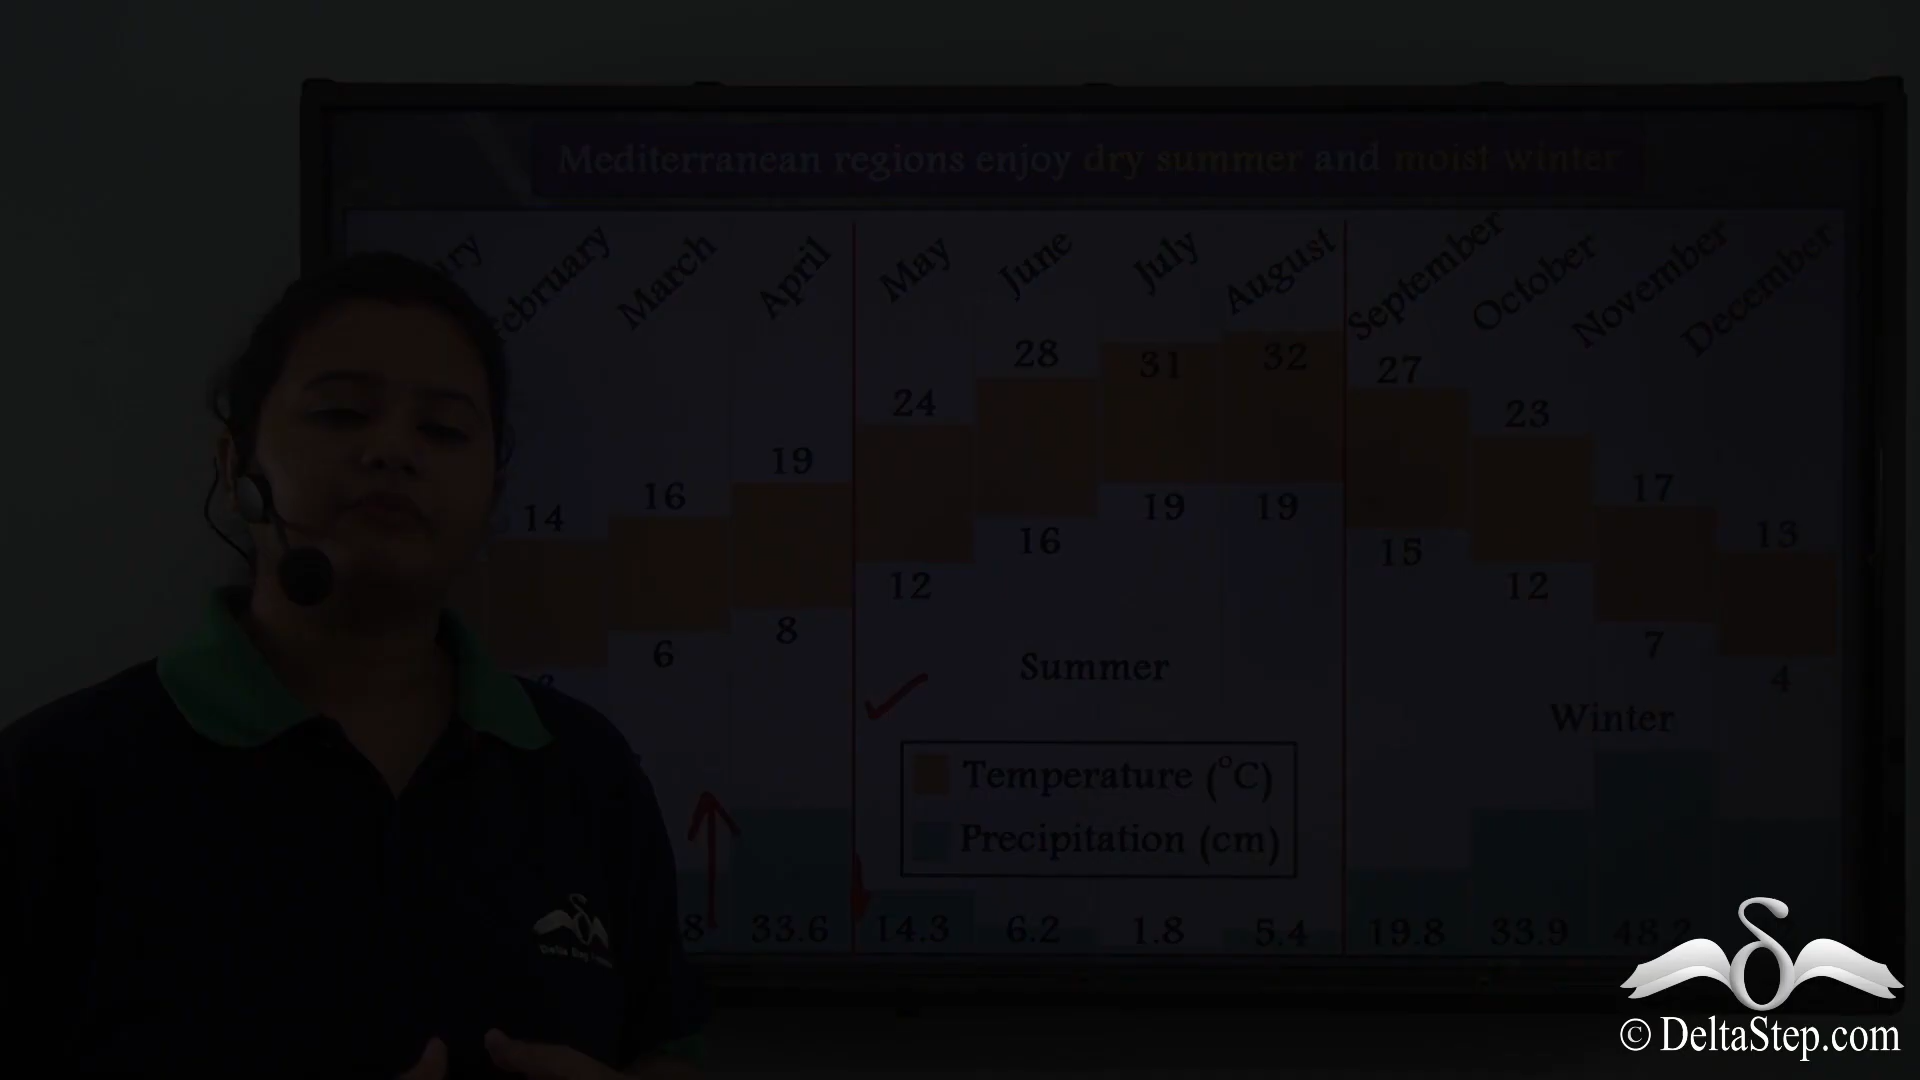 Mediterranean regions enjoy dry summer and moist winter
February March April May June July August September October November December
14 16 19 24 28 31 32 27 23 17 13
6 8 12 16 19 19 15 12 7 4
Summer
Winter
Temperature (°C)
Precipitation (cm)
33.6 14.3 6.2 1.8 5.4 19.8 33.9 48.2
© DeltaStep.com